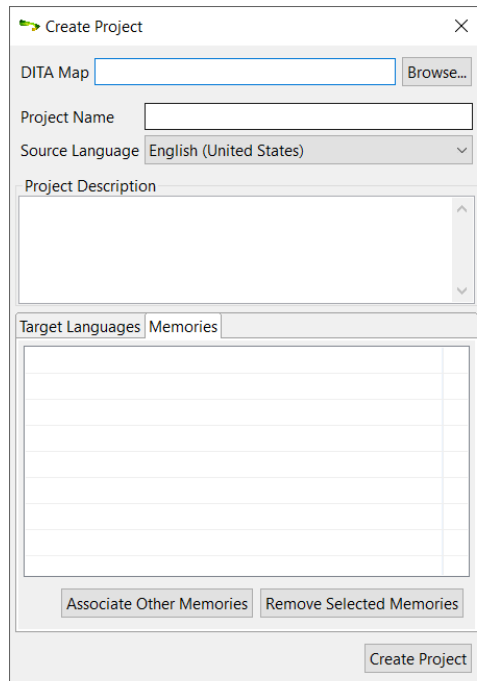 Create Project
DITA Map Browse...
Project Name
Source Language English (United States)
Project Description
Target Languages Memories
Associate Other Memories Remove Selected Memories
Create Project